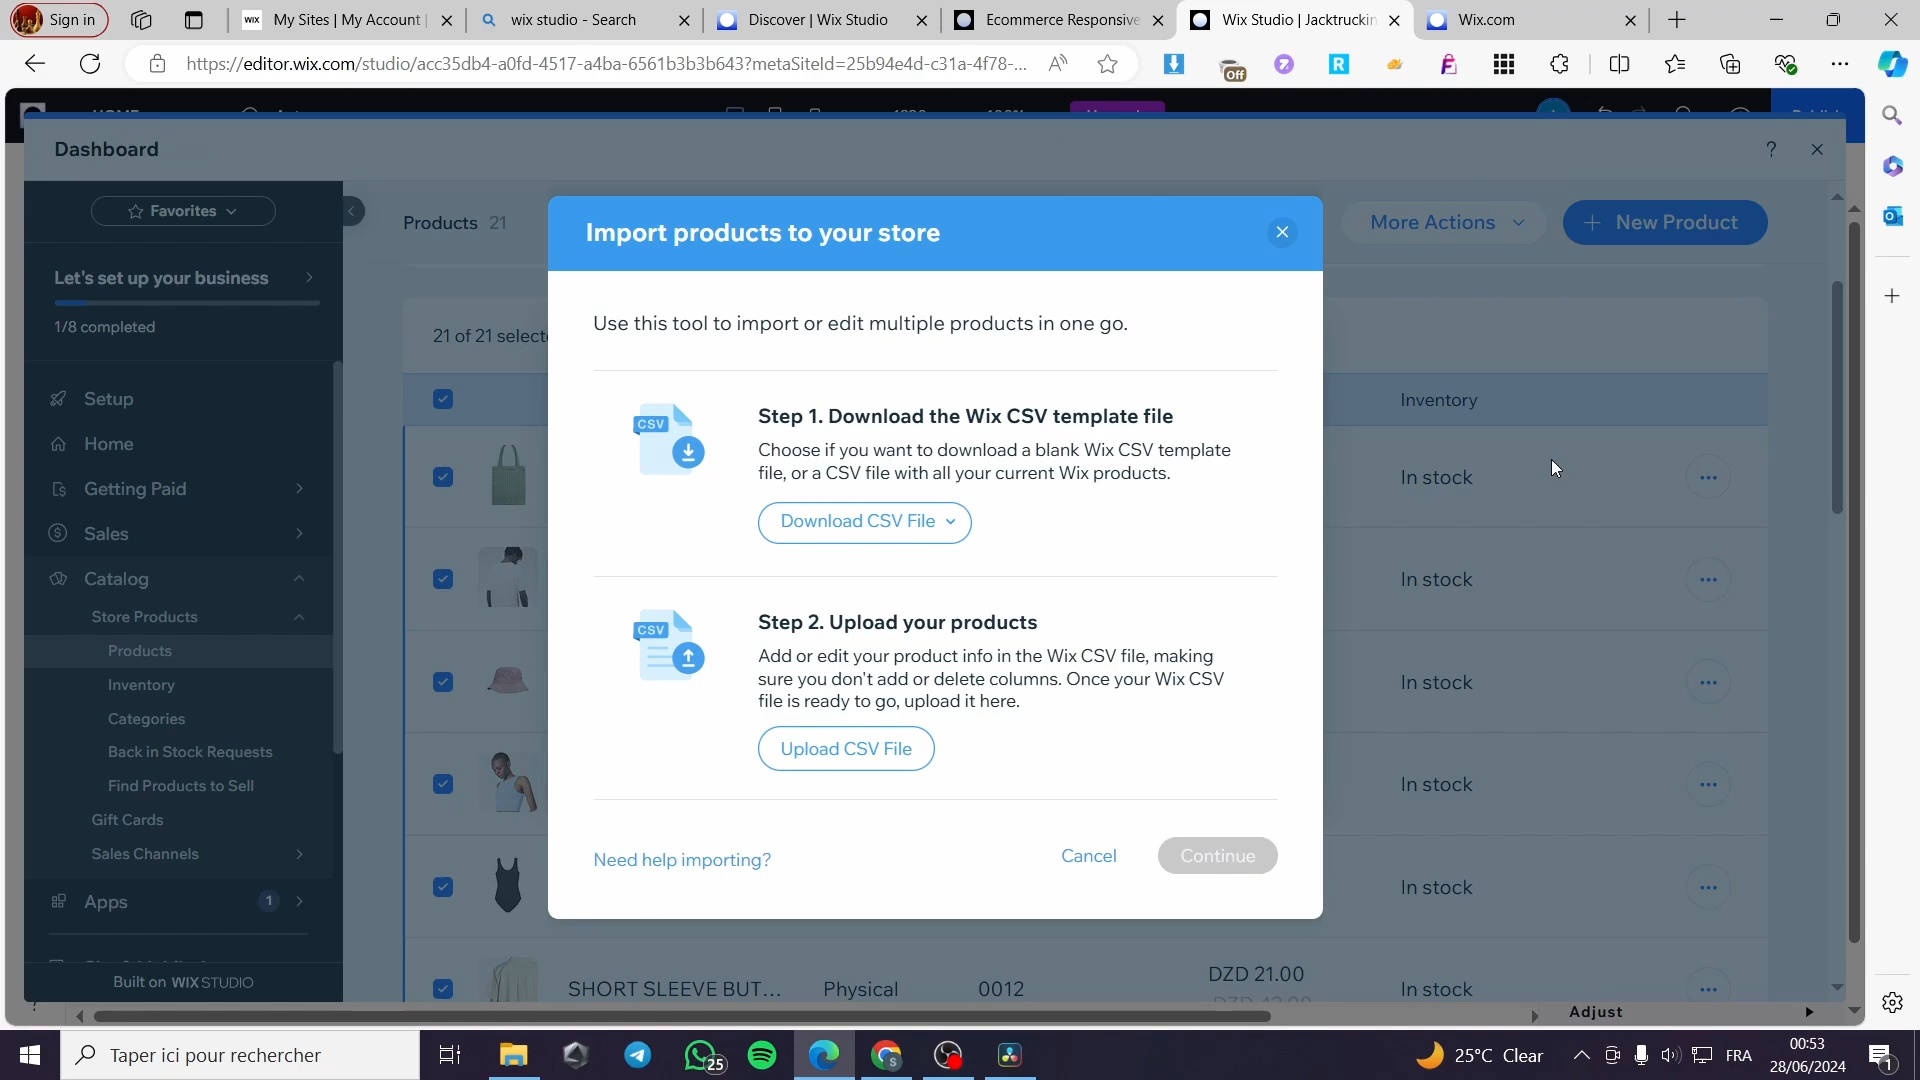 Sign in
WIX My Sites | My Account
wix studio - Search
Discover | Wix Studio
Ecommerce Responsive
Wix Studio | Jacktruckin
Wix.com
https://editor.wix.com/studio/acc35db4-a0fd-4517-a4ba-6561b3b3b643?metaSiteId=25b94e4d-c31a-4f78-...
Off
Dashboard
?
Favorites
Products 21
More Actions
+ New Product
Import products to your store
Let's set up your business
1/8 completed
Use this tool to import or edit multiple products in one go.
Inventory
Setup
Home
Getting Paid
Sales
Catalog
Store Products
Products
Inventory
Categories
Back in Stock Requests
Find Products to Sell
Gift Cards
Sales Channels
Apps 1
Built on WIX STUDIO
CSV
Step 1. Download the Wix CSV template file
Choose if you want to download a blank Wix CSV template
file, or a CSV file with all your current Wix products.
Download CSV File
CSV
Step 2. Upload your products
Add or edit your product info in the Wix CSV file, making
sure you don't add or delete columns. Once your Wix CSV
file is ready to go, upload it here.
Upload CSV File
Need help importing?
Cancel
Continue
In stock
In stock
In stock
In stock
In stock
SHORT SLEEVE BUT... Physical 0012 DZD 21.00 In stock
Adjust
Taper ici pour rechercher
25
25°C Clear
FRA
00:53
28/06/2024
1